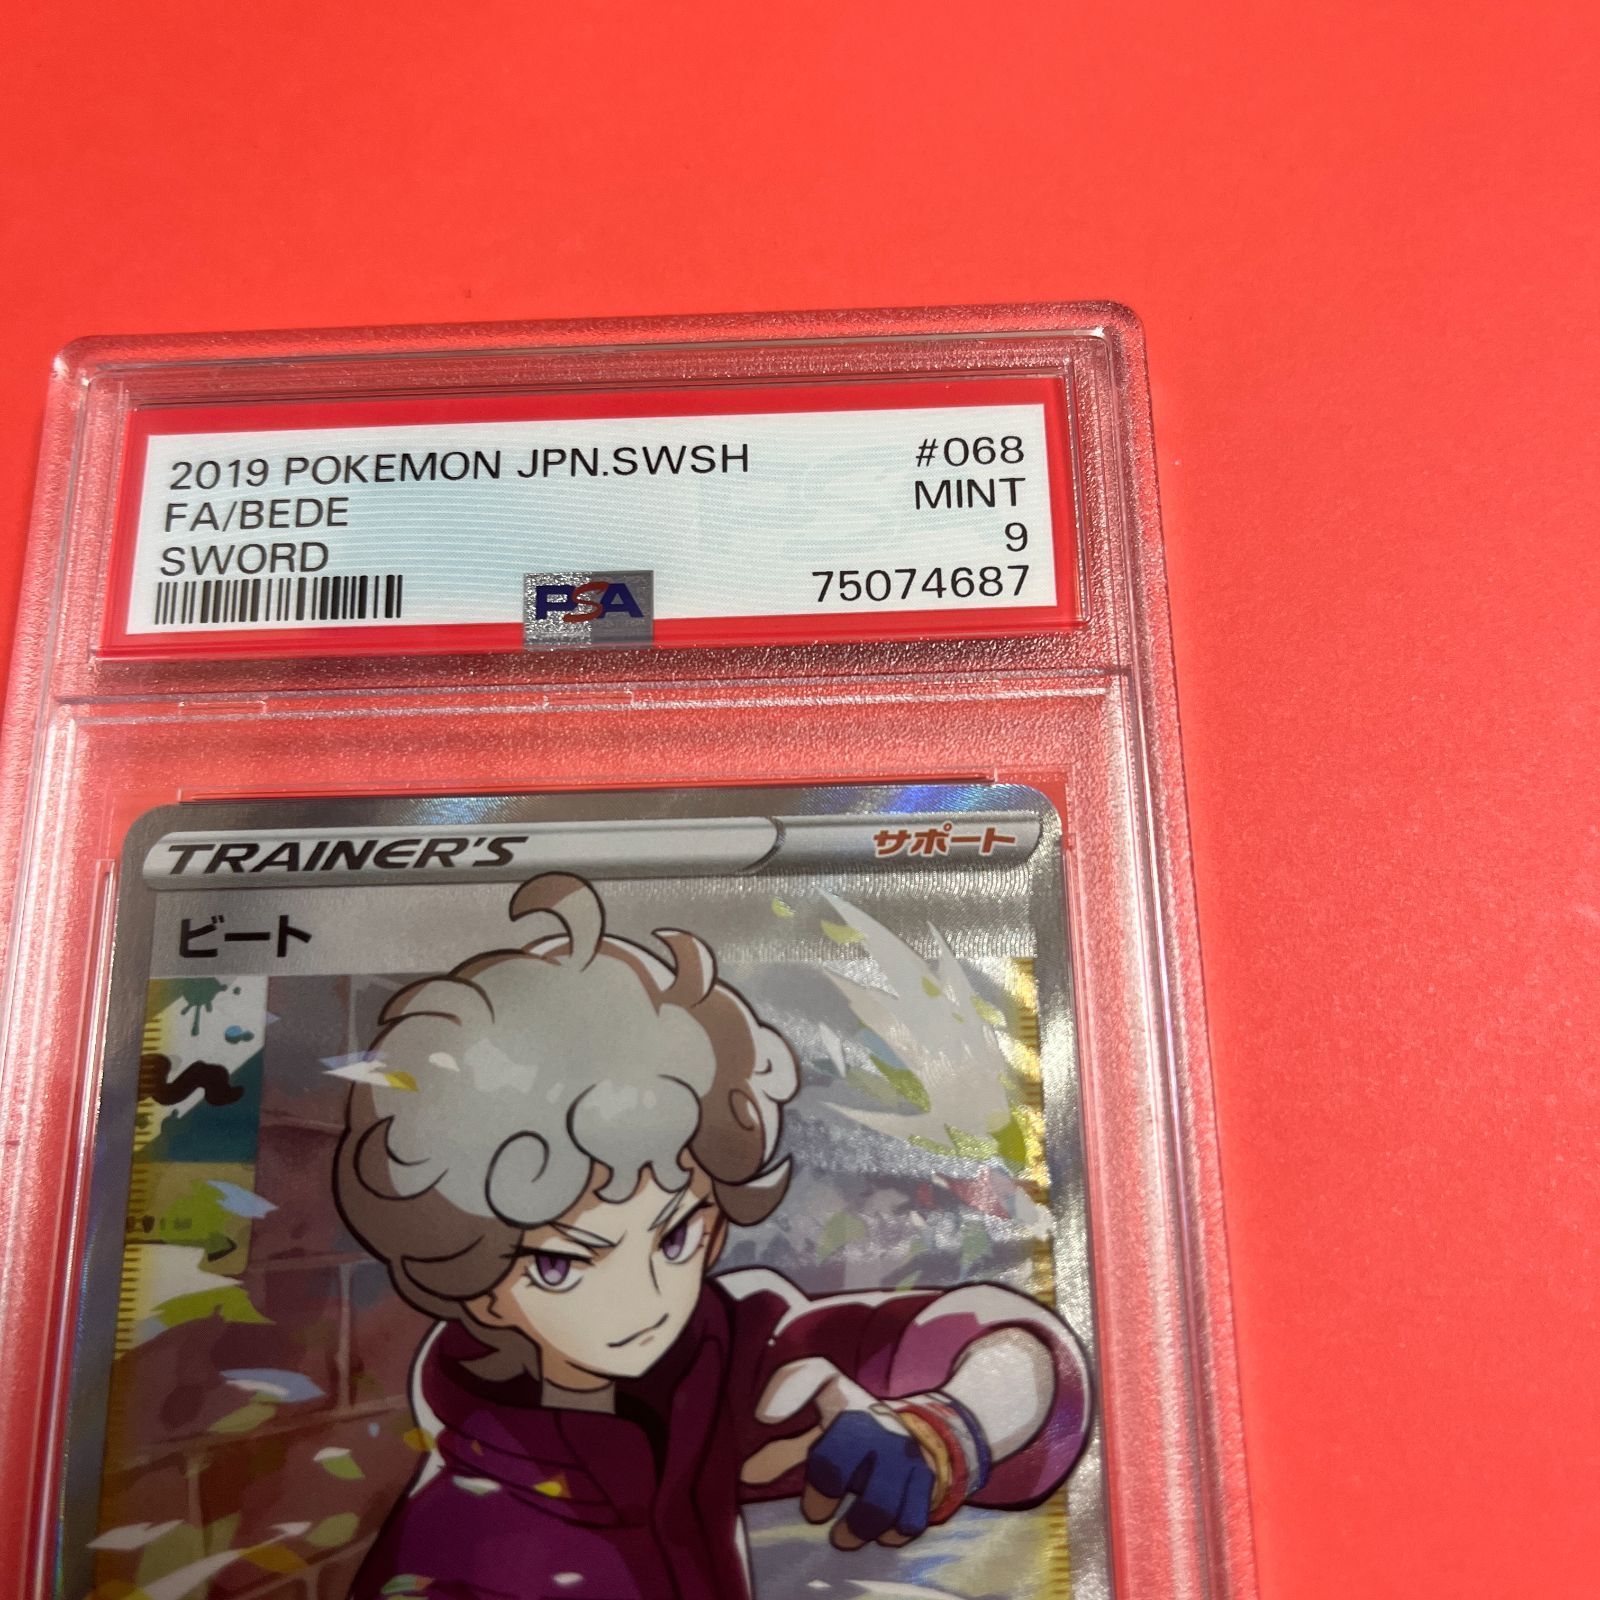 2019 POKEMON JPN.SWSH #068
FA/BEDE MINT
SWORD 9
PSA 75074687
TRAINER'S サポート
ビート